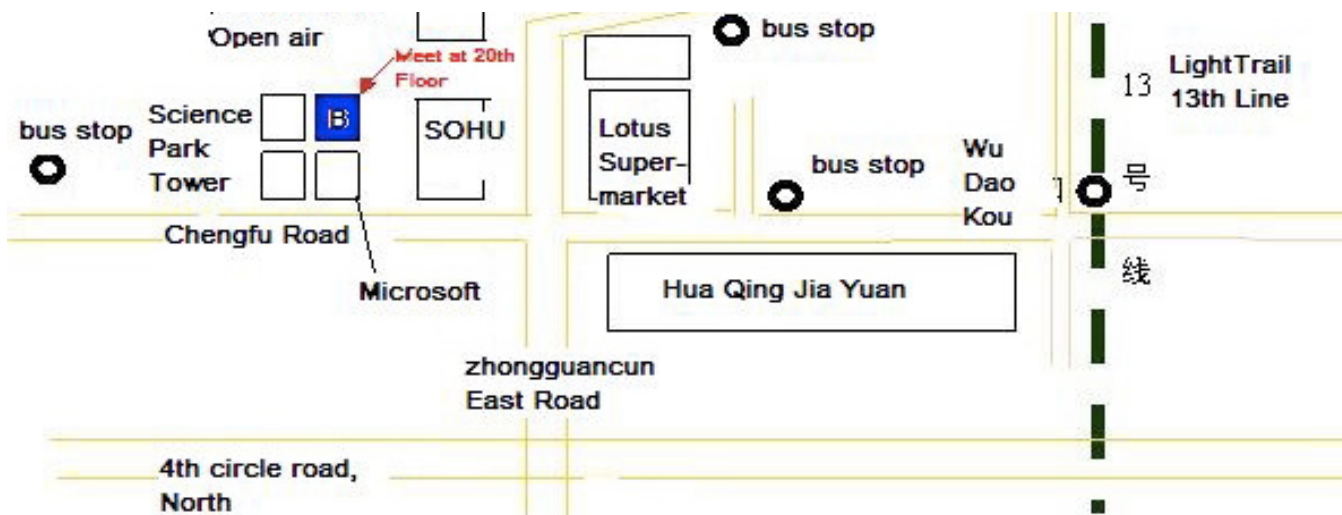 Open air
Meet at 20th
Floor
bus stop
LightTrail
13th Line
13
号
线
bus stop
Science
Park
Tower
B
SOHU
Lotus
Super-
market
bus stop
Wu
Dao
Kou
Chengfu Road
Microsoft
Hua Qing Jia Yuan
zhongguancun
East Road
4th circle road,
North